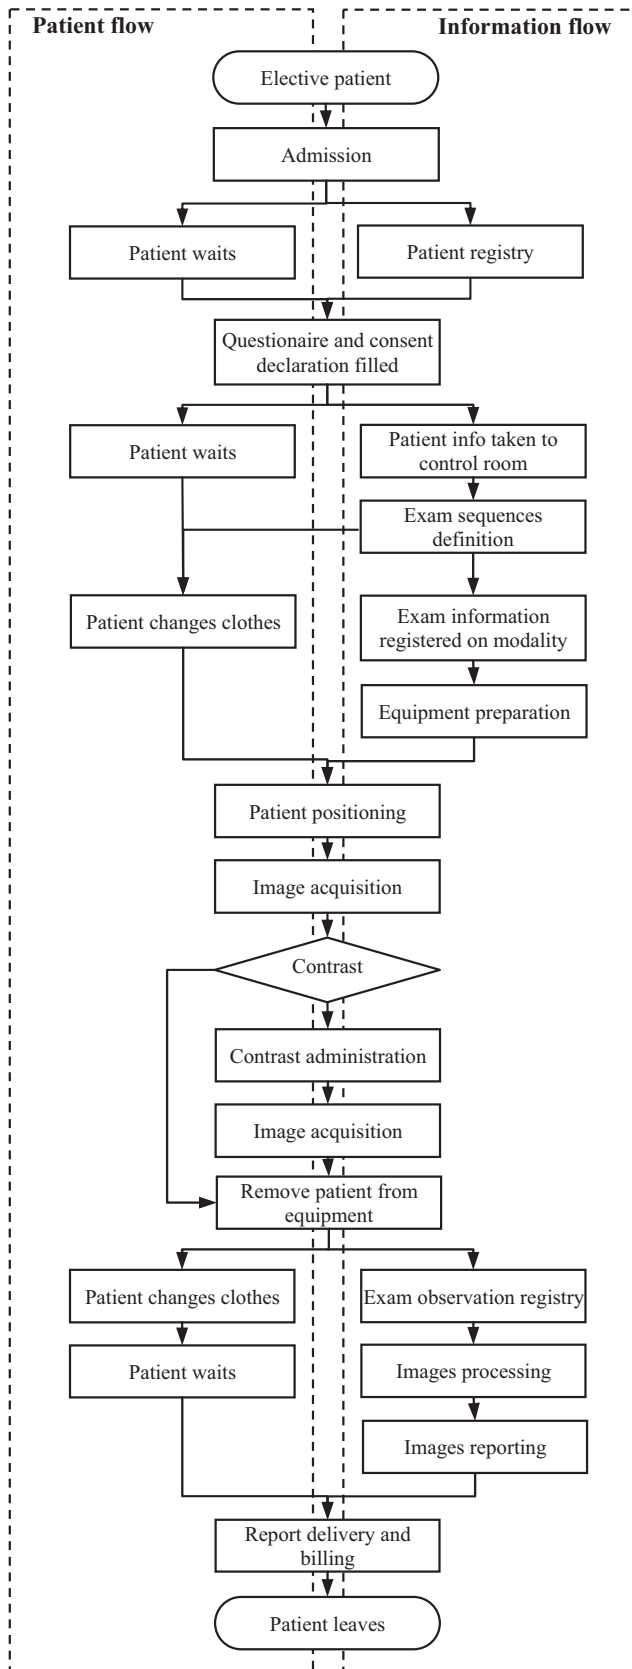 Patient flow
Information flow
Elective patient
Admission
Patient waits
Patient registry
Questionaire and consent
declaration filled
Patient waits
Patient info taken to
control room
Exam sequences
definition
Patient changes clothes
Exam information
registered on modality
Equipment preparation
Patient positioning
Image acquisition
Contrast
Contrast administration
Image acquisition
Remove patient from
equipment
Patient changes clothes
Exam observation registry
Patient waits
Images processing
Images reporting
Report delivery and
billing
Patient leaves